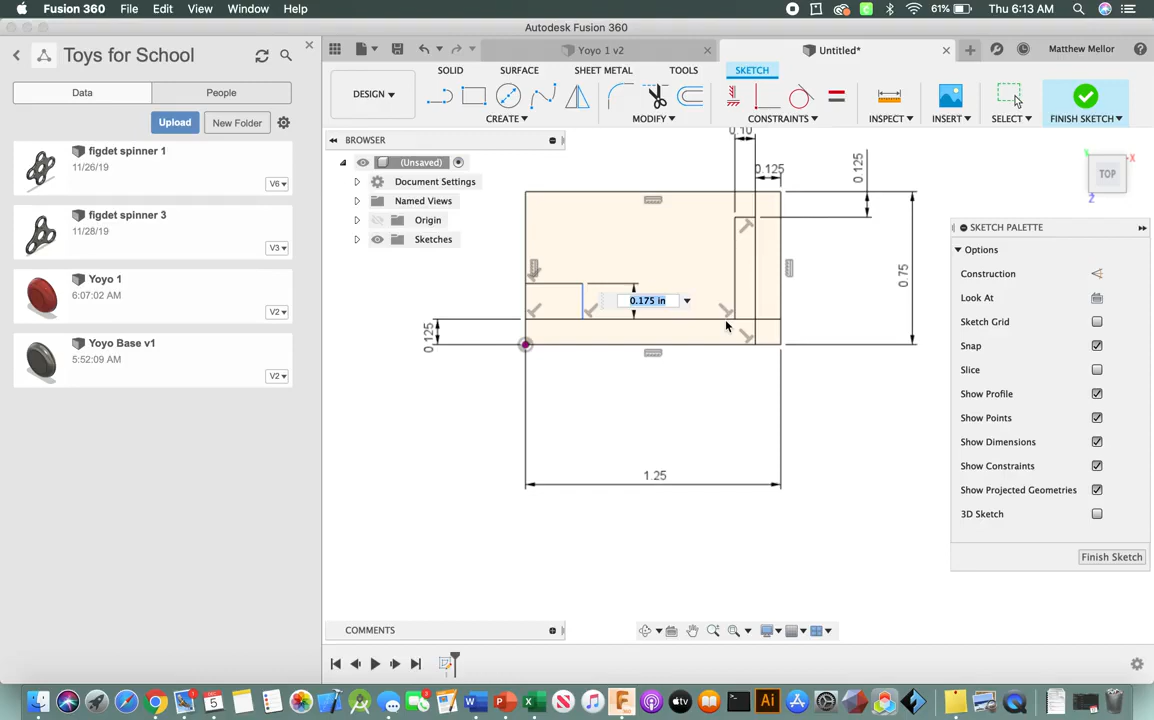 Fusion 360 File Edit View Window Help 61% Thu 6:13 AM
Autodesk Fusion 360
Toys for School
Yoyo 1 v2
Untitled*
Matthew Mellor
Data People
Upload New Folder
figdet spinner 1
11/26/19
V6
figdet spinner 3
11/28/19
V3
Yoyo 1
6:07:02 AM
V2
Yoyo Base v1
5:52:09 AM
V2
SOLID SURFACE SHEET METAL TOOLS SKETCH
DESIGN
CREATE MODIFY CONSTRAINTS INSPECT INSERT SELECT FINISH SKETCH
BROWSER
(Unsaved)
Document Settings
Named Views
Origin
Sketches
0.10
0.125
0.125
0.75
0.175 in
0.125
1.25
TOP
X
Y
Z
SKETCH PALETTE
Options
Construction
Look At
Sketch Grid
Snap
Slice
Show Profile
Show Points
Show Dimensions
Show Constraints
Show Projected Geometries
3D Sketch
Finish Sketch
COMMENTS